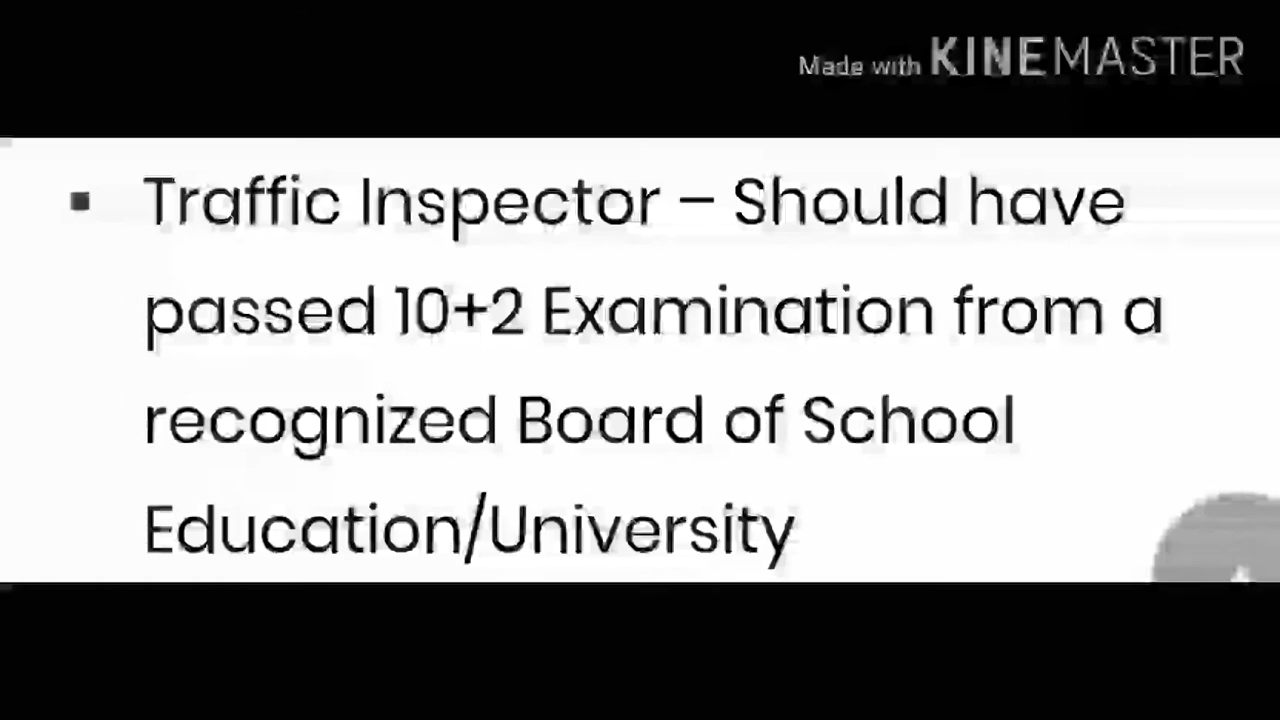 Made with KINEMASTER
▪ Traffic Inspector – Should have
passed 10+2 Examination from a
recognized Board of School
Education/University